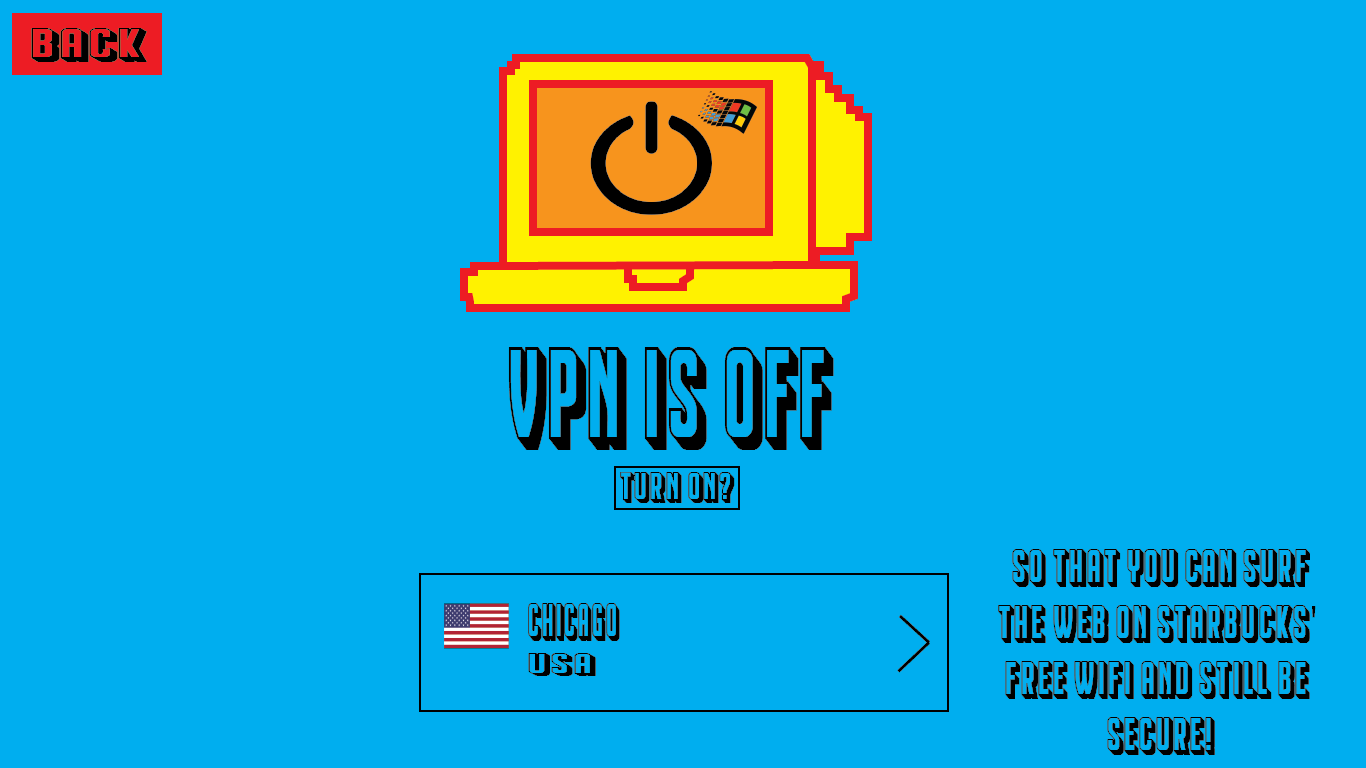 BACK
VPN IS OFF
TURN ON?
CHICAGO
USA
SO THAT YOU CAN SURF
THE WEB ON STARBUCKS'
FREE WIFI AND STILL BE
SECURE!